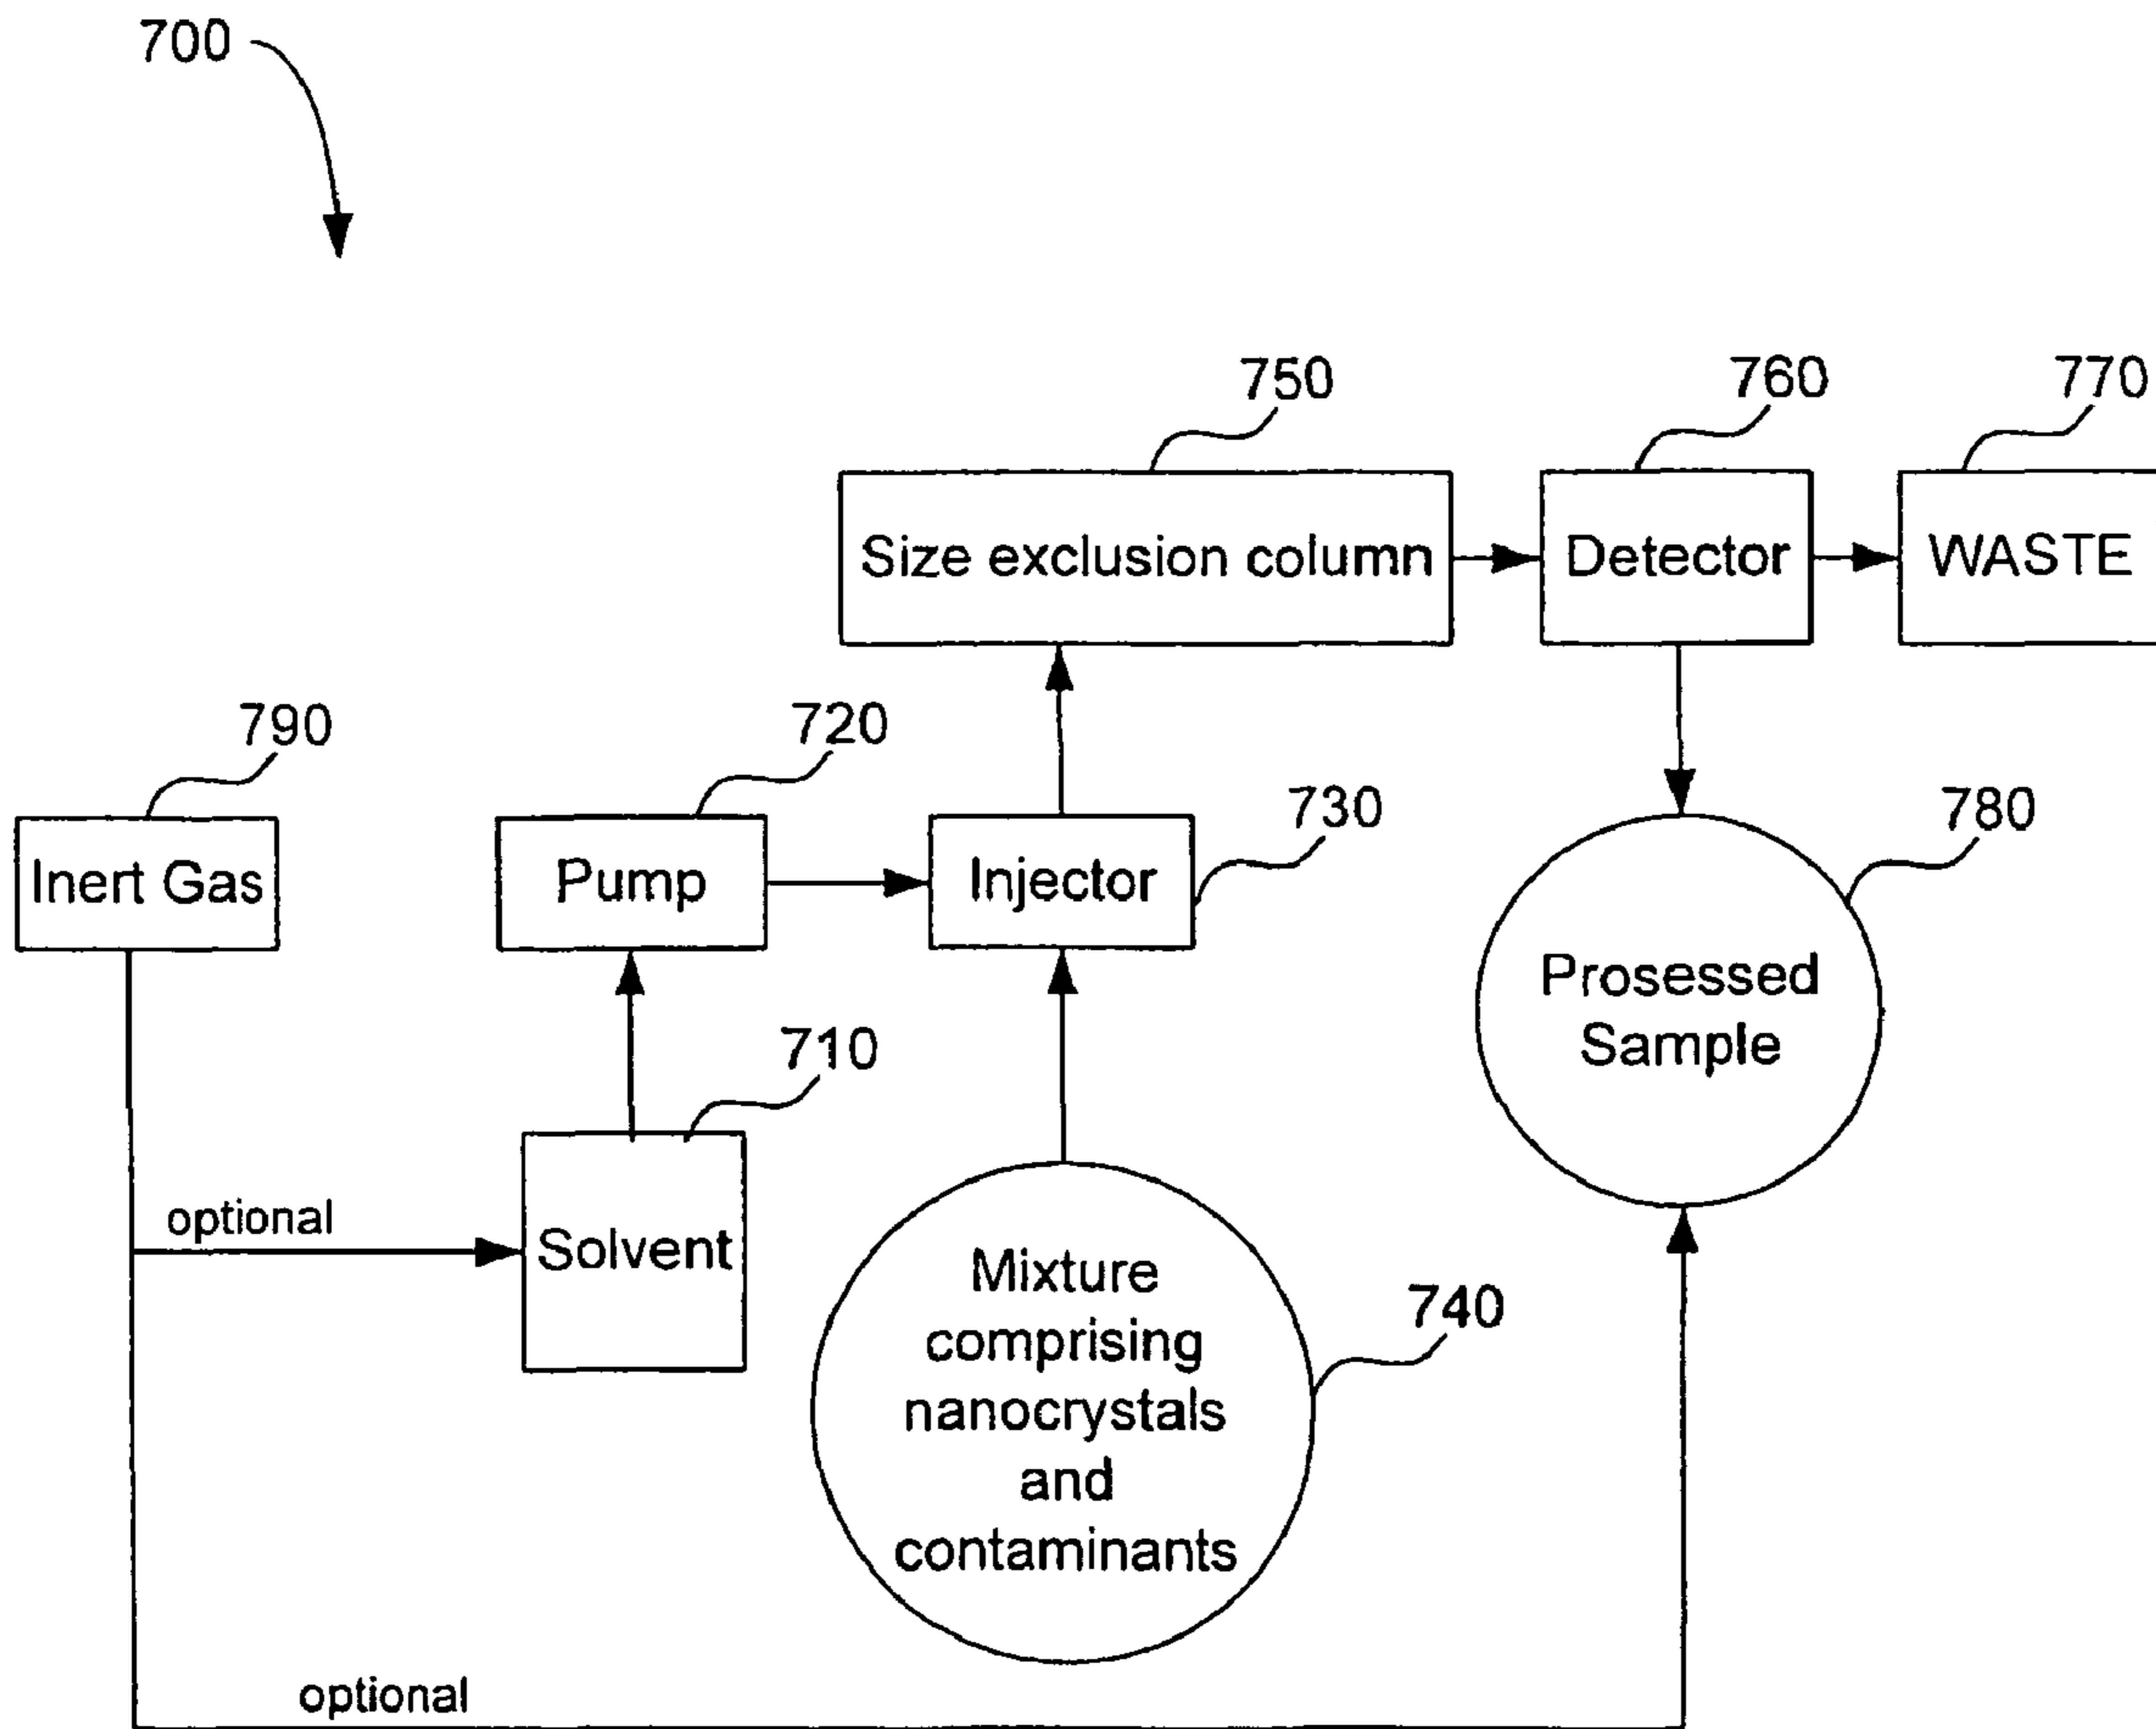 700
750
760
770
Size exclusion column
Detector
WASTE
790
720
730
780
Inert Gas
Pump
Injector
Prosessed
Sample
710
optional
Solvent
Mixture
comprising
nanocrystals
and
contaminants
740
optional